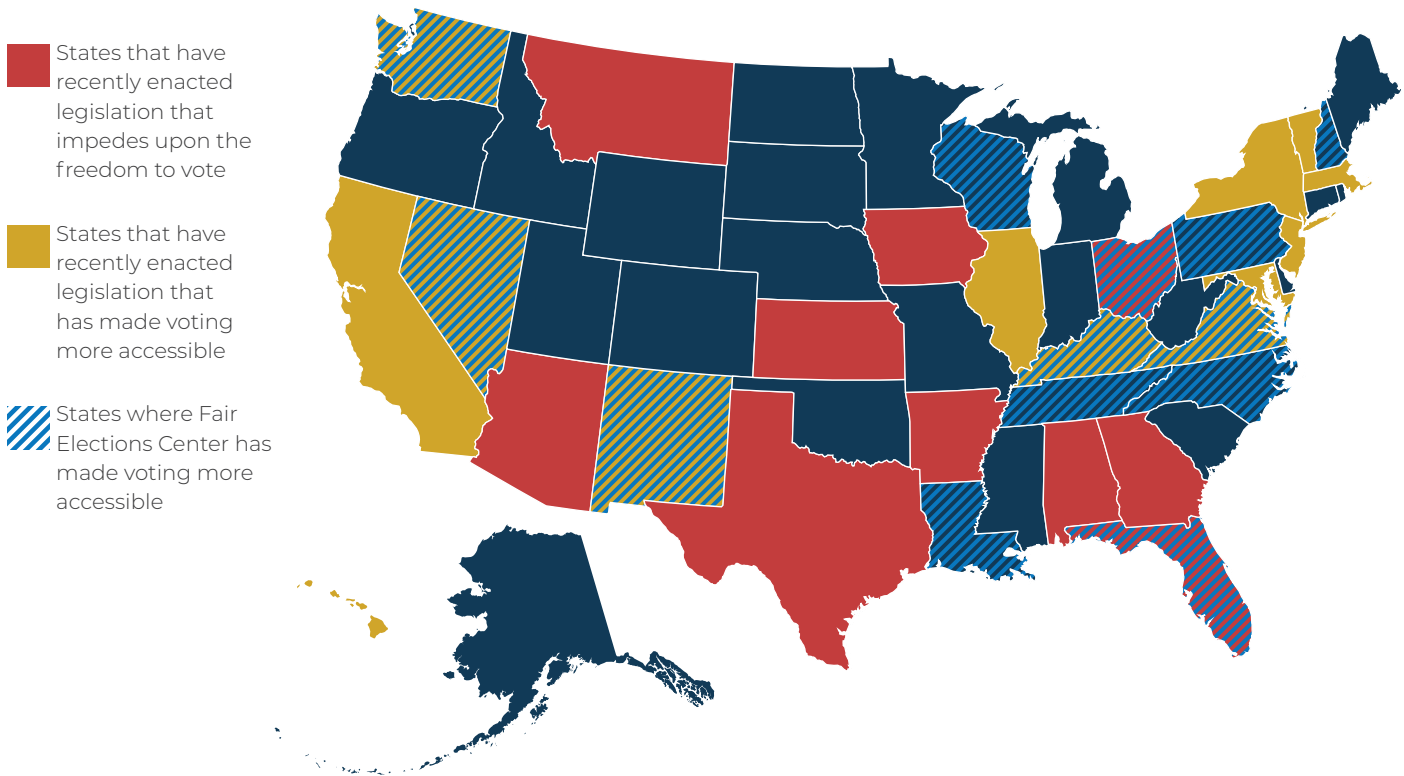 States that have
recently enacted
legislation that
impedes upon the
freedom to vote
States that have
recently enacted
legislation that
has made voting
more accessible
States where Fair
Elections Center has
made voting more
accessible